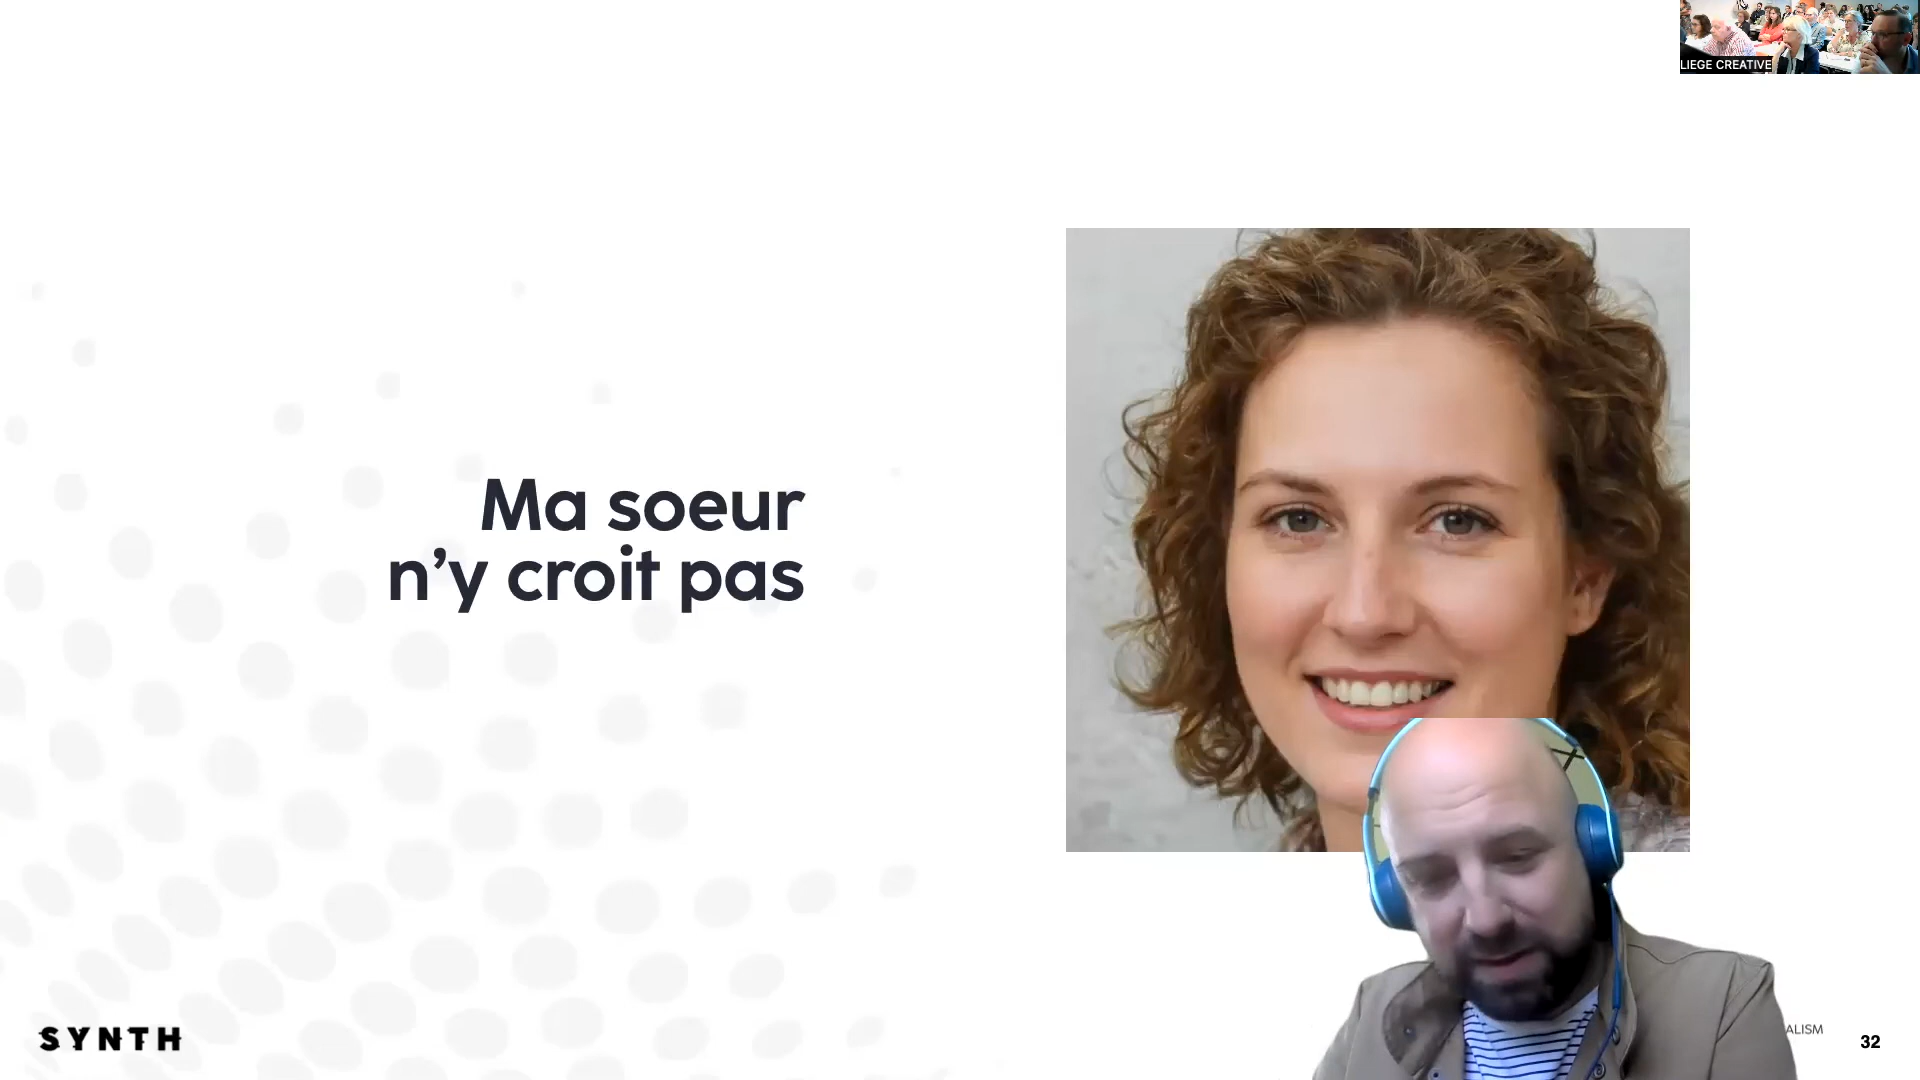 LIEGE CREATIVE
Ma soeur
n’y croit pas
SYNTH
ALISM
32